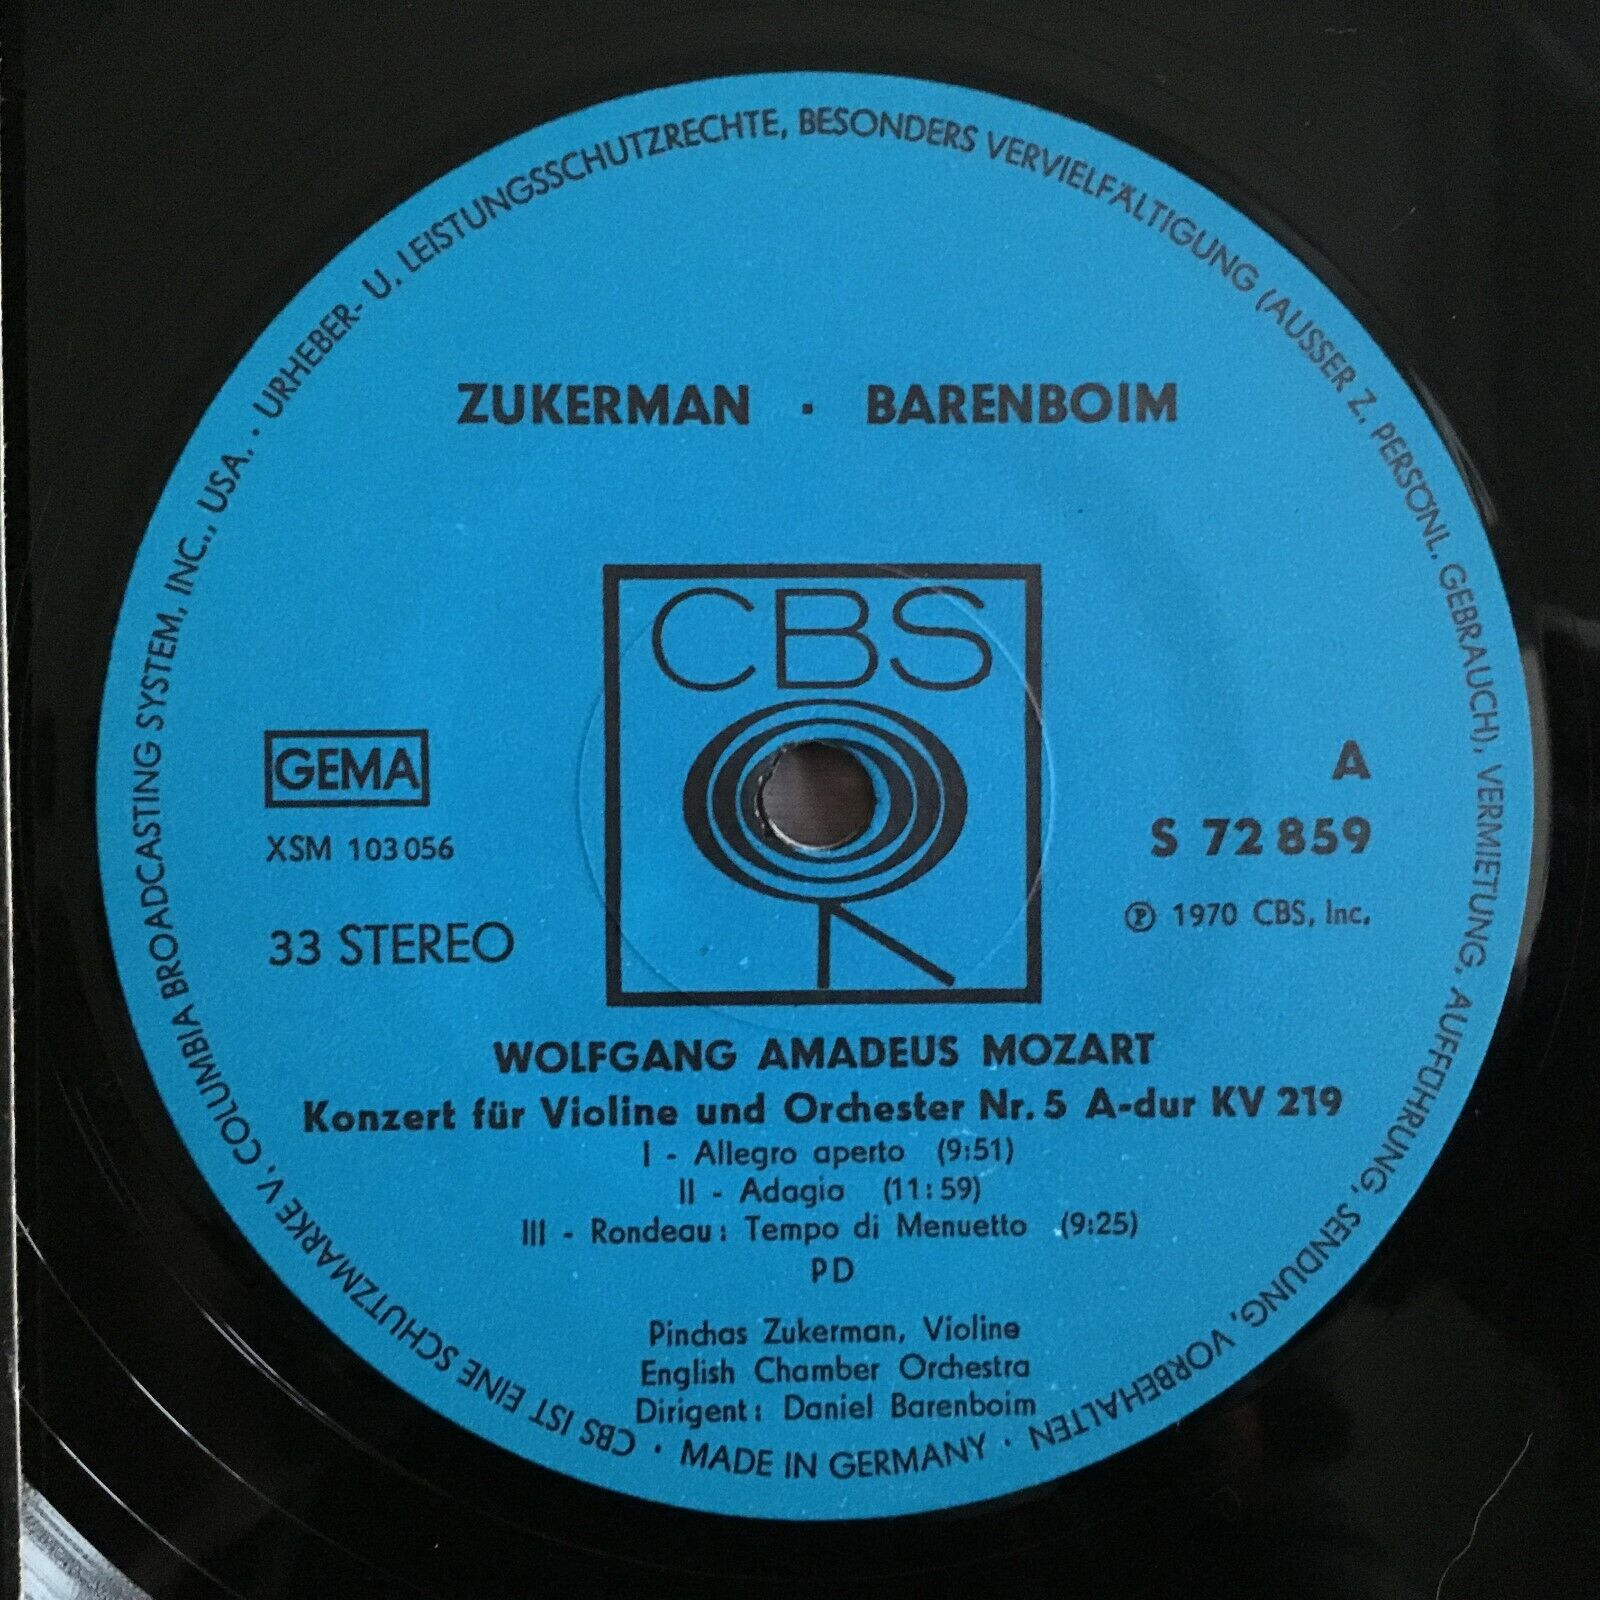 URHEBER- U. LEISTUNGSSCHUTZRECHTE, BESONDERS VERVIELFÄLTIGUNG (AUSSER Z. PERSÖNL. GEBRAUCH), VERMIETUNG, AUFFÜHRUNG, SENDUNG, VORBEHALTEN · MADE IN GERMANY · CBS IST EINE SCHUTZMARKE V. COLUMBIA BROADCASTING SYSTEM, INC., USA. ·
ZUKERMAN · BARENBOIM
CBS
GEMA
XSM 103056
33 STEREO
A
S 72 859
Ⓟ 1970 CBS, Inc.
WOLFGANG AMADEUS MOZART
Konzert für Violine und Orchester Nr. 5 A-dur KV 219
I - Allegro aperto (9:51)
II - Adagio (11:59)
III - Rondeau: Tempo di Menuetto (9:25)
PD
Pinchas Zukerman, Violine
English Chamber Orchestra
Dirigent: Daniel Barenboim